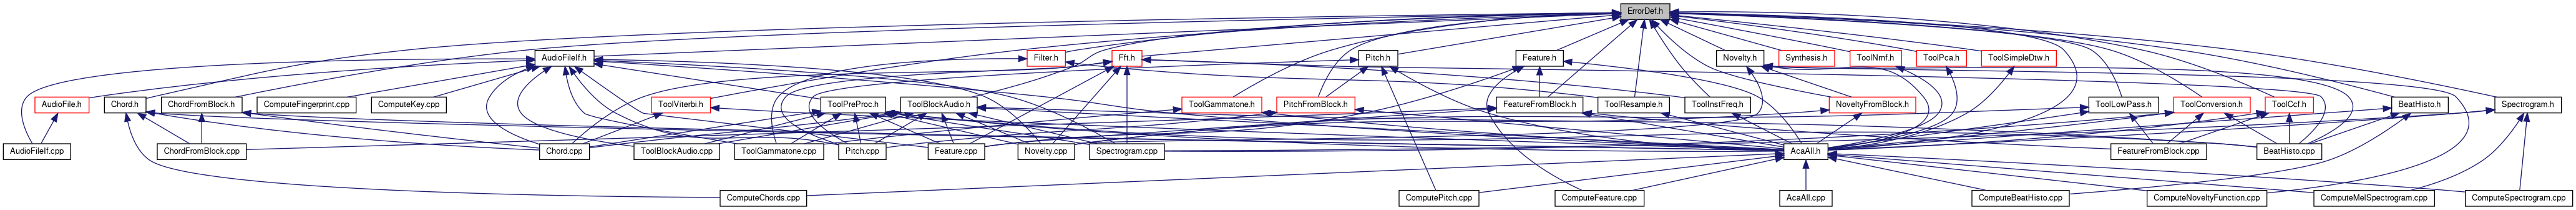 ErrorDef.h
AudioFileIf.h
Filter.h
Fft.h
Pitch.h
Feature.h
Novelty.h
Synthesis.h
ToolNmf.h
ToolPca.h
ToolSimpleDtw.h
AudioFile.h
Chord.h
ChordFromBlock.h
ComputeFingerprint.cpp
ComputeKey.cpp
ToolViterbi.h
ToolPreProc.h
ToolBlockAudio.h
ToolGammatone.h
PitchFromBlock.h
FeatureFromBlock.h
ToolResample.h
ToolInstFreq.h
NoveltyFromBlock.h
ToolLowPass.h
ToolConversion.h
ToolCcf.h
BeatHisto.h
Spectrogram.h
AudioFileIf.cpp
ChordFromBlock.cpp
Chord.cpp
ToolBlockAudio.cpp
ToolGammatone.cpp
Pitch.cpp
Feature.cpp
Novelty.cpp
Spectrogram.cpp
AcaAll.h
FeatureFromBlock.cpp
BeatHisto.cpp
ComputeChords.cpp
ComputePitch.cpp
ComputeFeature.cpp
AcaAll.cpp
ComputeBeatHisto.cpp
ComputeNoveltyFunction.cpp
ComputeMelSpectrogram.cpp
ComputeSpectrogram.cpp